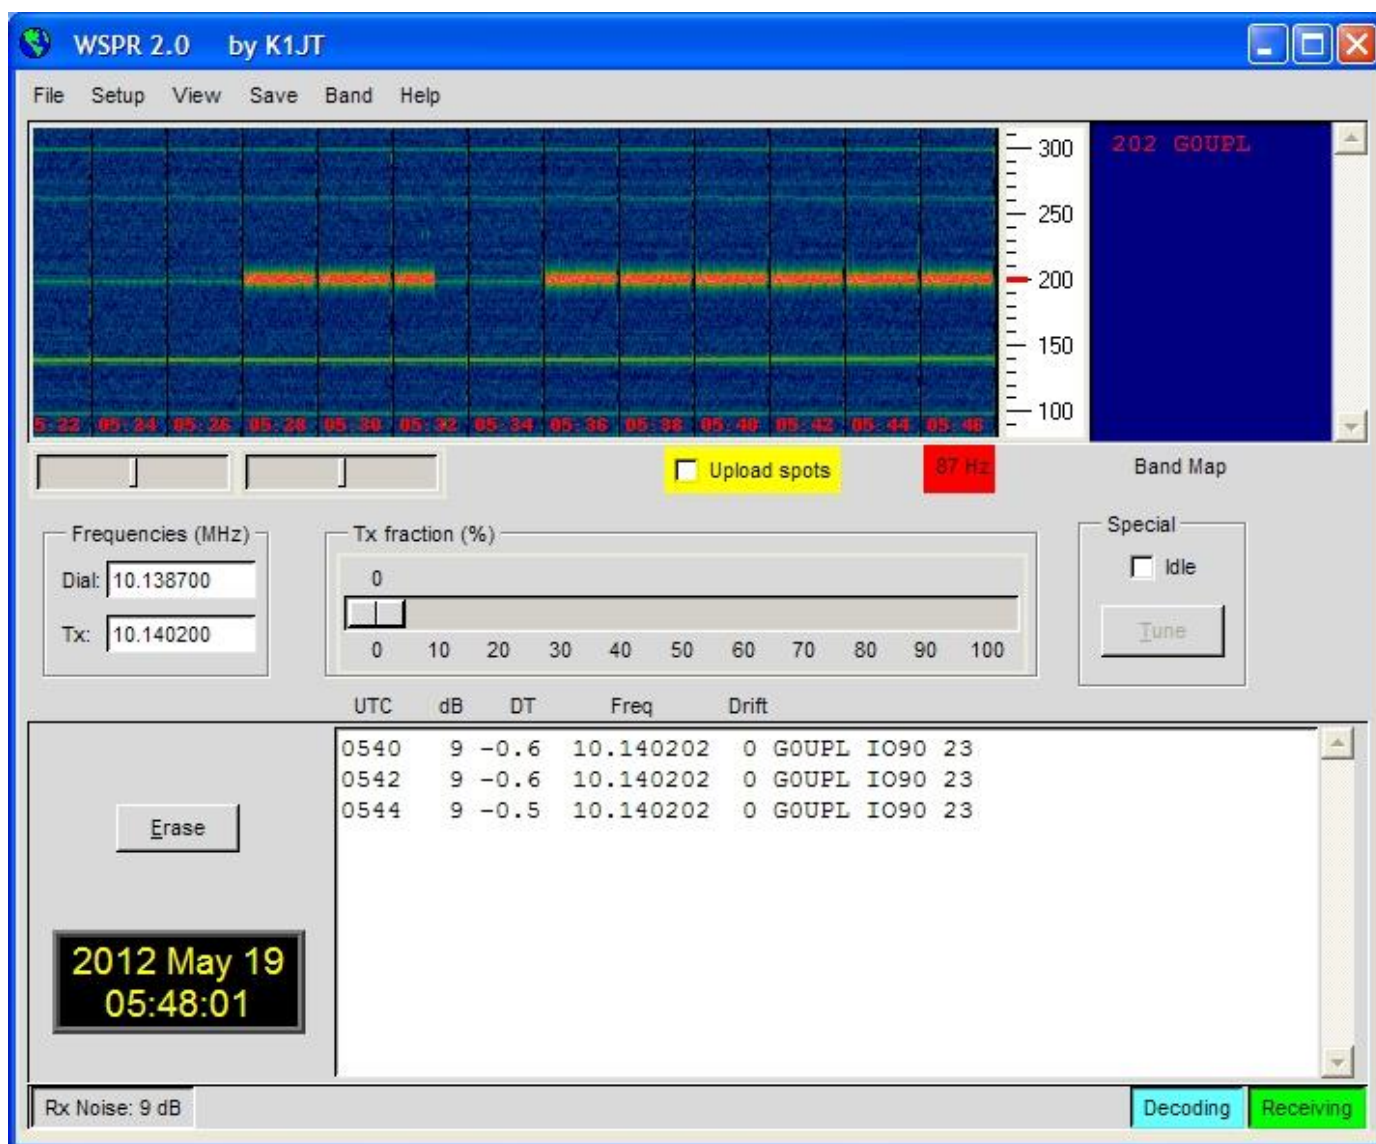 WSPR 2.0 by K1JT
File Setup View Save Band Help
300
250
200
150
100
202 G0UPL
5:22 05:24 05:26 05:28 05:30 05:32 05:34 05:36 05:38 05:40 05:42 05:44 05:46
Upload spots
87 Hz
Band Map
Frequencies (MHz)
Dial: 10.138700
Tx: 10.140200
Tx fraction (%)
0
0 10 20 30 40 50 60 70 80 90 100
Special
Idle
Tune
UTC dB DT Freq Drift
0540 9 -0.6 10.140202 0 G0UPL IO90 23
0542 9 -0.6 10.140202 0 G0UPL IO90 23
0544 9 -0.5 10.140202 0 G0UPL IO90 23
Erase
2012 May 19
05:48:01
Rx Noise: 9 dB
Decoding
Receiving